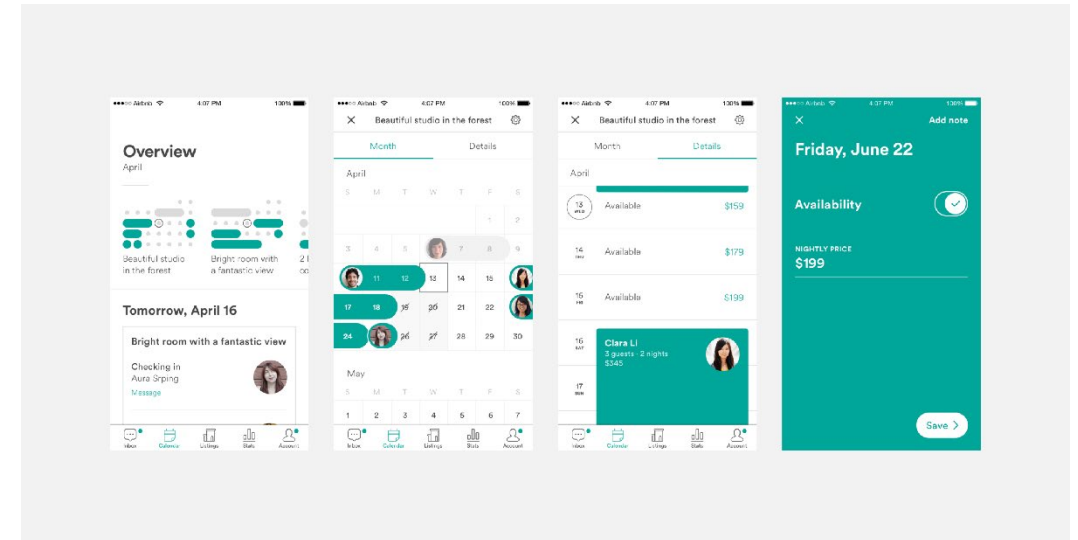 Airbnb 4:07 PM 100%
Overview
April
Beautiful studio
in the forest
Bright room with
a fantastic view
2
co
Tomorrow, April 16
Bright room with a fantastic view
Checking in
Aura Srping
Message
Inbox Calendar Listings Stats Account
Airbnb 4:07 PM 100%
Beautiful studio in the forest
Month Details
April
S M T W T F S
1 2
3 4 5 7 8 9
11 12 13 14 15
17 18 19 20 21 22
24 26 27 28 29 30
May
S M T W T F S
1 2 3 4 5 6 7
Inbox Calendar Listings Stats Account
Airbnb 4:07 PM 100%
Beautiful studio in the forest
Month Details
April
13 Available $159
WED
14 Available $179
THU
15 Available $199
FRI
16 Clara Li
SAT 3 guests · 2 nights
$345
17
SUN
Inbox Calendar Listings Stats Account
Airbnb 4:07 PM 100%
Add note
Friday, June 22
Availability
NIGHTLY PRICE
$199
Save